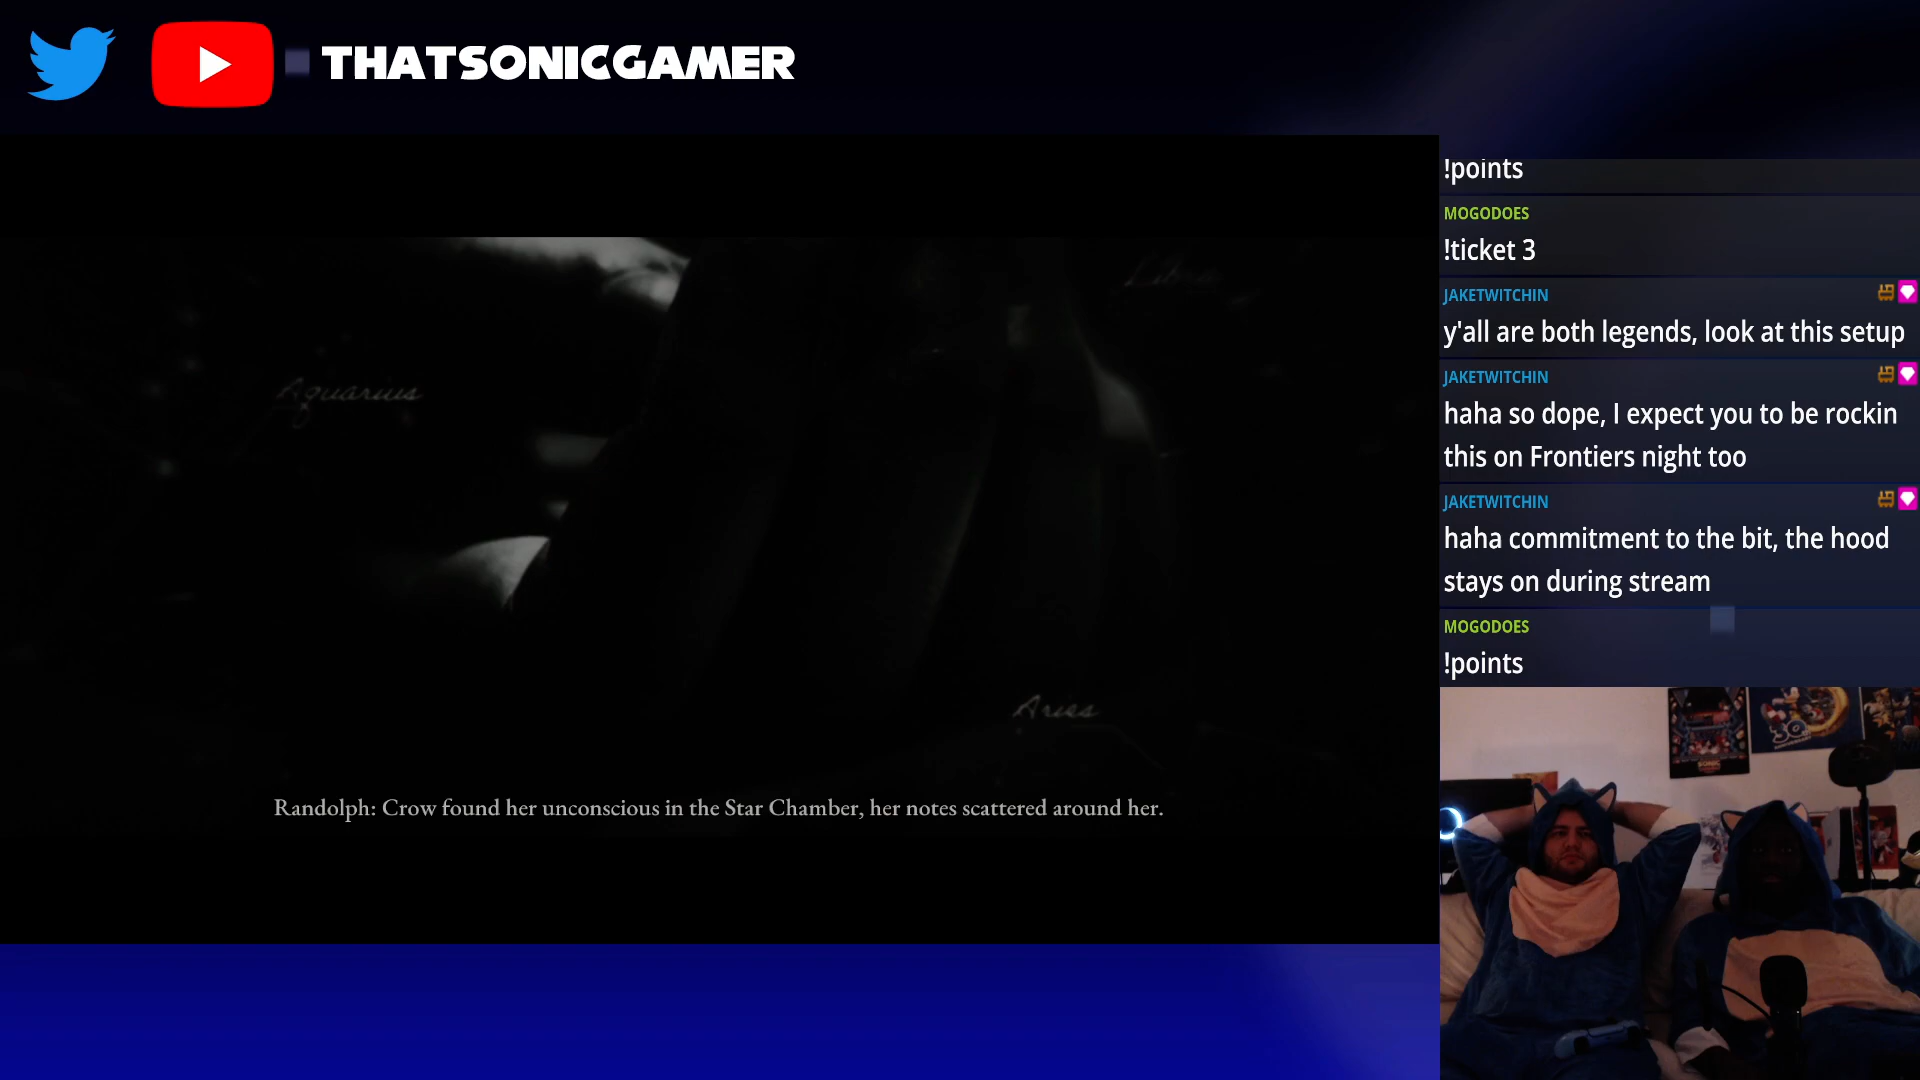 THATSONICGAMER
!points
MOGODOES
!ticket 3
JAKETWITCHIN
y'all are both legends, look at this setup
JAKETWITCHIN
haha so dope, I expect you to be rockin
this on Frontiers night too
JAKETWITCHIN
haha commitment to the bit, the hood
stays on during stream
MOGODOES
!points
Libra
Aquarius
Aries
Randolph: Crow found her unconscious in the Star Chamber, her notes scattered around her.
30
SONIC